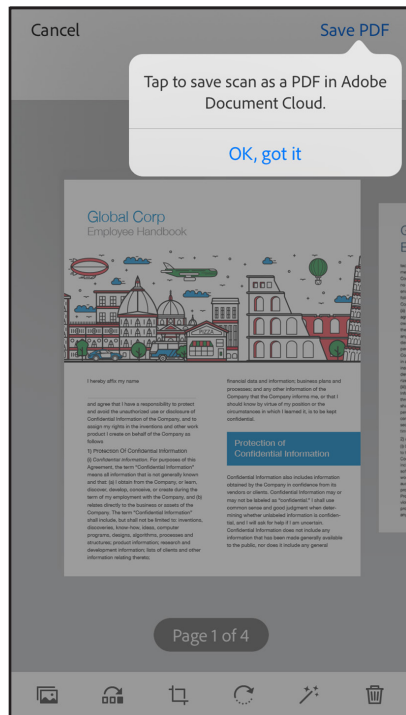 Cancel
Save PDF
Tap to save scan as a PDF in Adobe
Document Cloud.
OK, got it
Global Corp
Employee Handbook
PIZZA
I hereby affix my name
and agree that I have a responsibility to protect
and avoid the unauthorized use or disclosure of
Confidential Information of the Company, and to
assign my rights in the inventions and other work
product I create on behalf of the Company as
follows
1) Protection Of Confidential Information
(i) Confidential Information. For purposes of this
Agreement, the term “Confidential Information”
means all information that is not generally known
and that: (a) I obtain from the Company, or learn,
discover, develop, conceive, or create during the
term of my employment with the Company, and (b)
relates directly to the business or assets of the
Company. The term “Confidential Information”
shall include, but shall not be limited to: inventions,
discoveries, know-how, ideas, computer
programs, designs, algorithms, processes and
structures; product information; research and
development information; lists of clients and other
information relating thereto;
financial data and information; business plans and
processes; and any other information of the
Company that the Company informs me, or that I
should know by virtue of my position or the
circumstances in which I learned it, is to be kept
confidential.
Protection of
Confidential Information
Confidential Information also includes information
obtained by the Company in confidence from its
vendors or clients. Confidential Information may or
may not be labeled as “confidential.” I shall use
common sense and good judgment when deter-
mining whether unlabeled information is confiden-
tial, and I will ask for help if I am uncertain.
Confidential Information does not include any
information that has been made generally available
to the public, nor does it include any general
Page 1 of 4